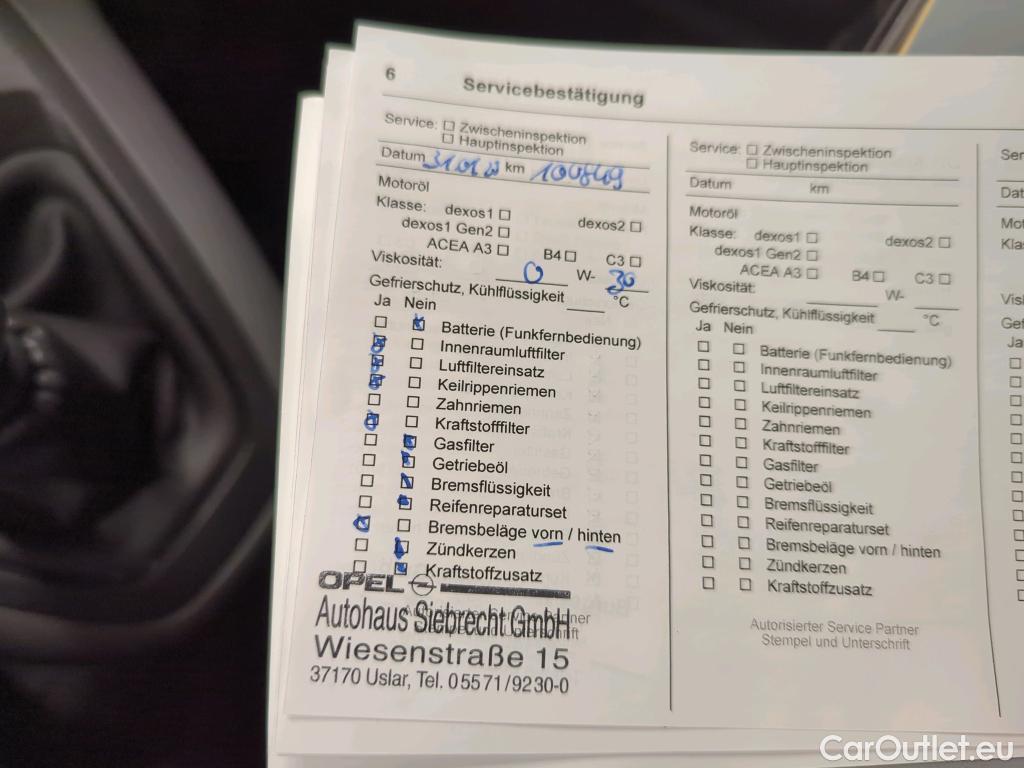 6 Servicebestätigung
Service: Zwischeninspektion
Hauptinspektion
Datum km 100849
Motoröl
Klasse: dexos1 dexos2
dexos1 Gen2
ACEA A3 B4 C3
Viskosität: 0 W- 30
Gefrierschutz, Kühlflüssigkeit °C
Ja Nein
Batterie (Funkfernbedienung)
Innenraumluftfilter
Luftfiltereinsatz
Keilrippenriemen
Zahnriemen
Kraftstofffilter
Gasfilter
Getriebeöl
Bremsflüssigkeit
Reifenreparaturset
Bremsbeläge vorn / hinten
Zündkerzen
Kraftstoffzusatz
OPEL
Autohaus Siebrecht GmbH
Wiesenstraße 15
37170 Uslar, Tel. 05571/9230-0
Service: Zwischeninspektion
Hauptinspektion
Datum km
Motoröl
Klasse: dexos1 dexos2
dexos1 Gen2
ACEA A3 B4 C3
Viskosität: W-
Gefrierschutz, Kühlflüssigkeit °C
Ja Nein
Batterie (Funkfernbedienung)
Innenraumluftfilter
Luftfiltereinsatz
Keilrippenriemen
Zahnriemen
Kraftstofffilter
Gasfilter
Getriebeöl
Bremsflüssigkeit
Reifenreparaturset
Bremsbeläge vorn / hinten
Zündkerzen
Kraftstoffzusatz
Autorisierter Service Partner
Stempel und Unterschrift
CarOutlet.eu